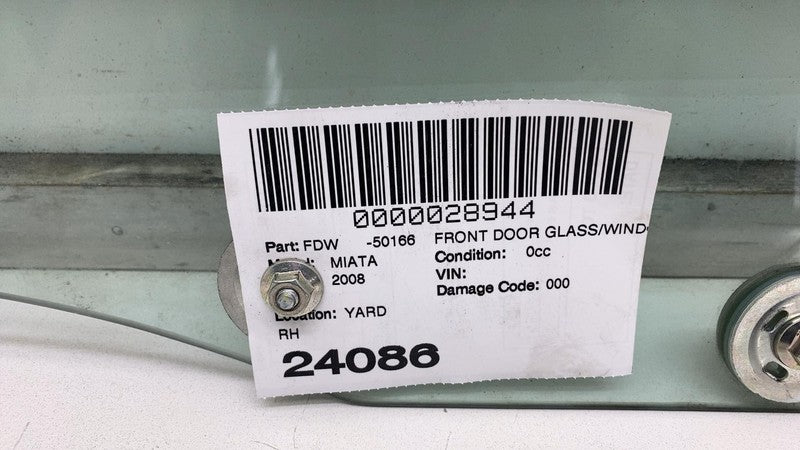 0000028944
Part: FDW -50166 FRONT DOOR GLASS/WIND
MIATA Condition: 0cc
2008 VIN:
Damage Code: 000
Location: YARD
RH
24086